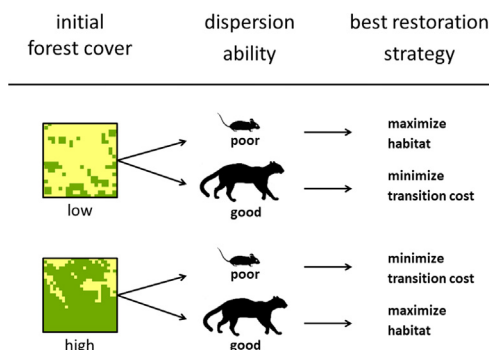 initial
forest cover
dispersion
ability
best restoration
strategy
low
poor
maximize
habitat
good
minimize
transition cost
high
poor
minimize
transition cost
good
maximize
habitat